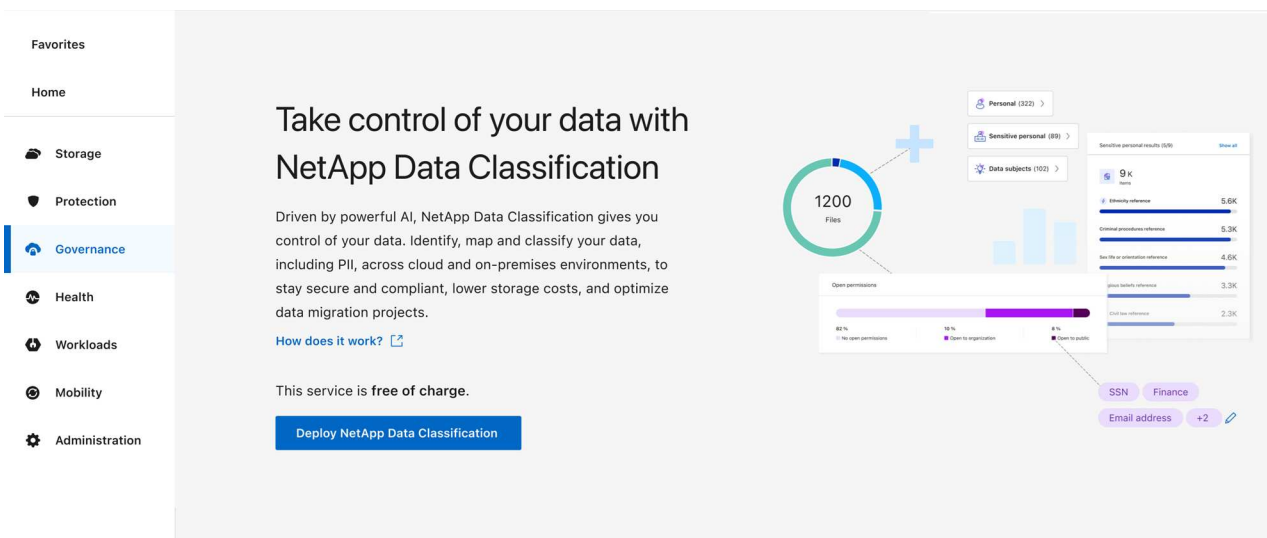 Favorites
Home
Storage
Protection
Governance
Health
Workloads
Mobility
Administration
Take control of your data with
NetApp Data Classification
Driven by powerful AI, NetApp Data Classification gives you
control of your data. Identify, map and classify your data,
including PII, across cloud and on-premises environments, to
stay secure and compliant, lower storage costs, and optimize
data migration projects.
How does it work?
This service is free of charge.
Deploy NetApp Data Classification
1200
Files
Personal (322)
Sensitive personal (89)
Data subjects (102)
Sensitive personal results (5/9) Show all
9 K
Items
Ethnicity reference 5.6K
Criminal procedures reference 5.3K
Sex life or orientation reference 4.6K
beliefs reference 3.3K
Civil law reference 2.3K
Open permissions
82 % 10 % 8 %
No open permissions Open to organization Open to public
SSN Finance
Email address +2